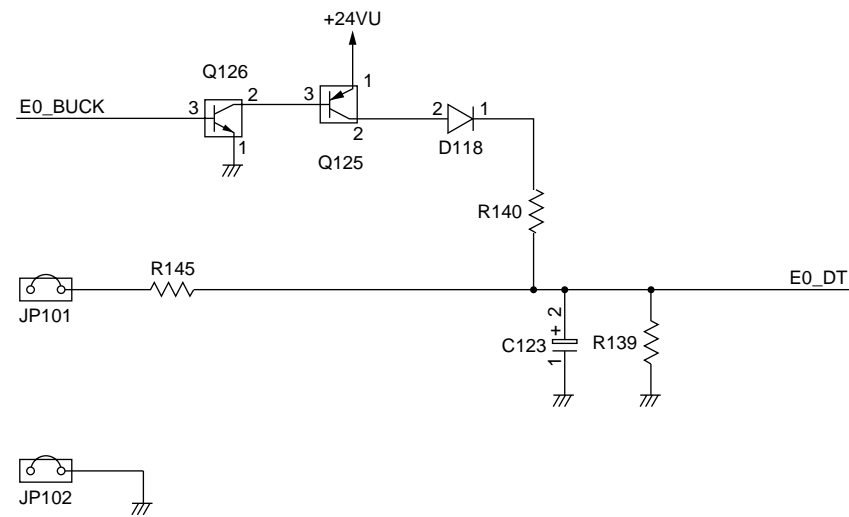 +24VU
Q126
1
3
2
3
E0_BUCK
2
1
1
2
D118
Q125
R140
R145
E0_DT
JP101
2
+
C123
R139
1
JP102